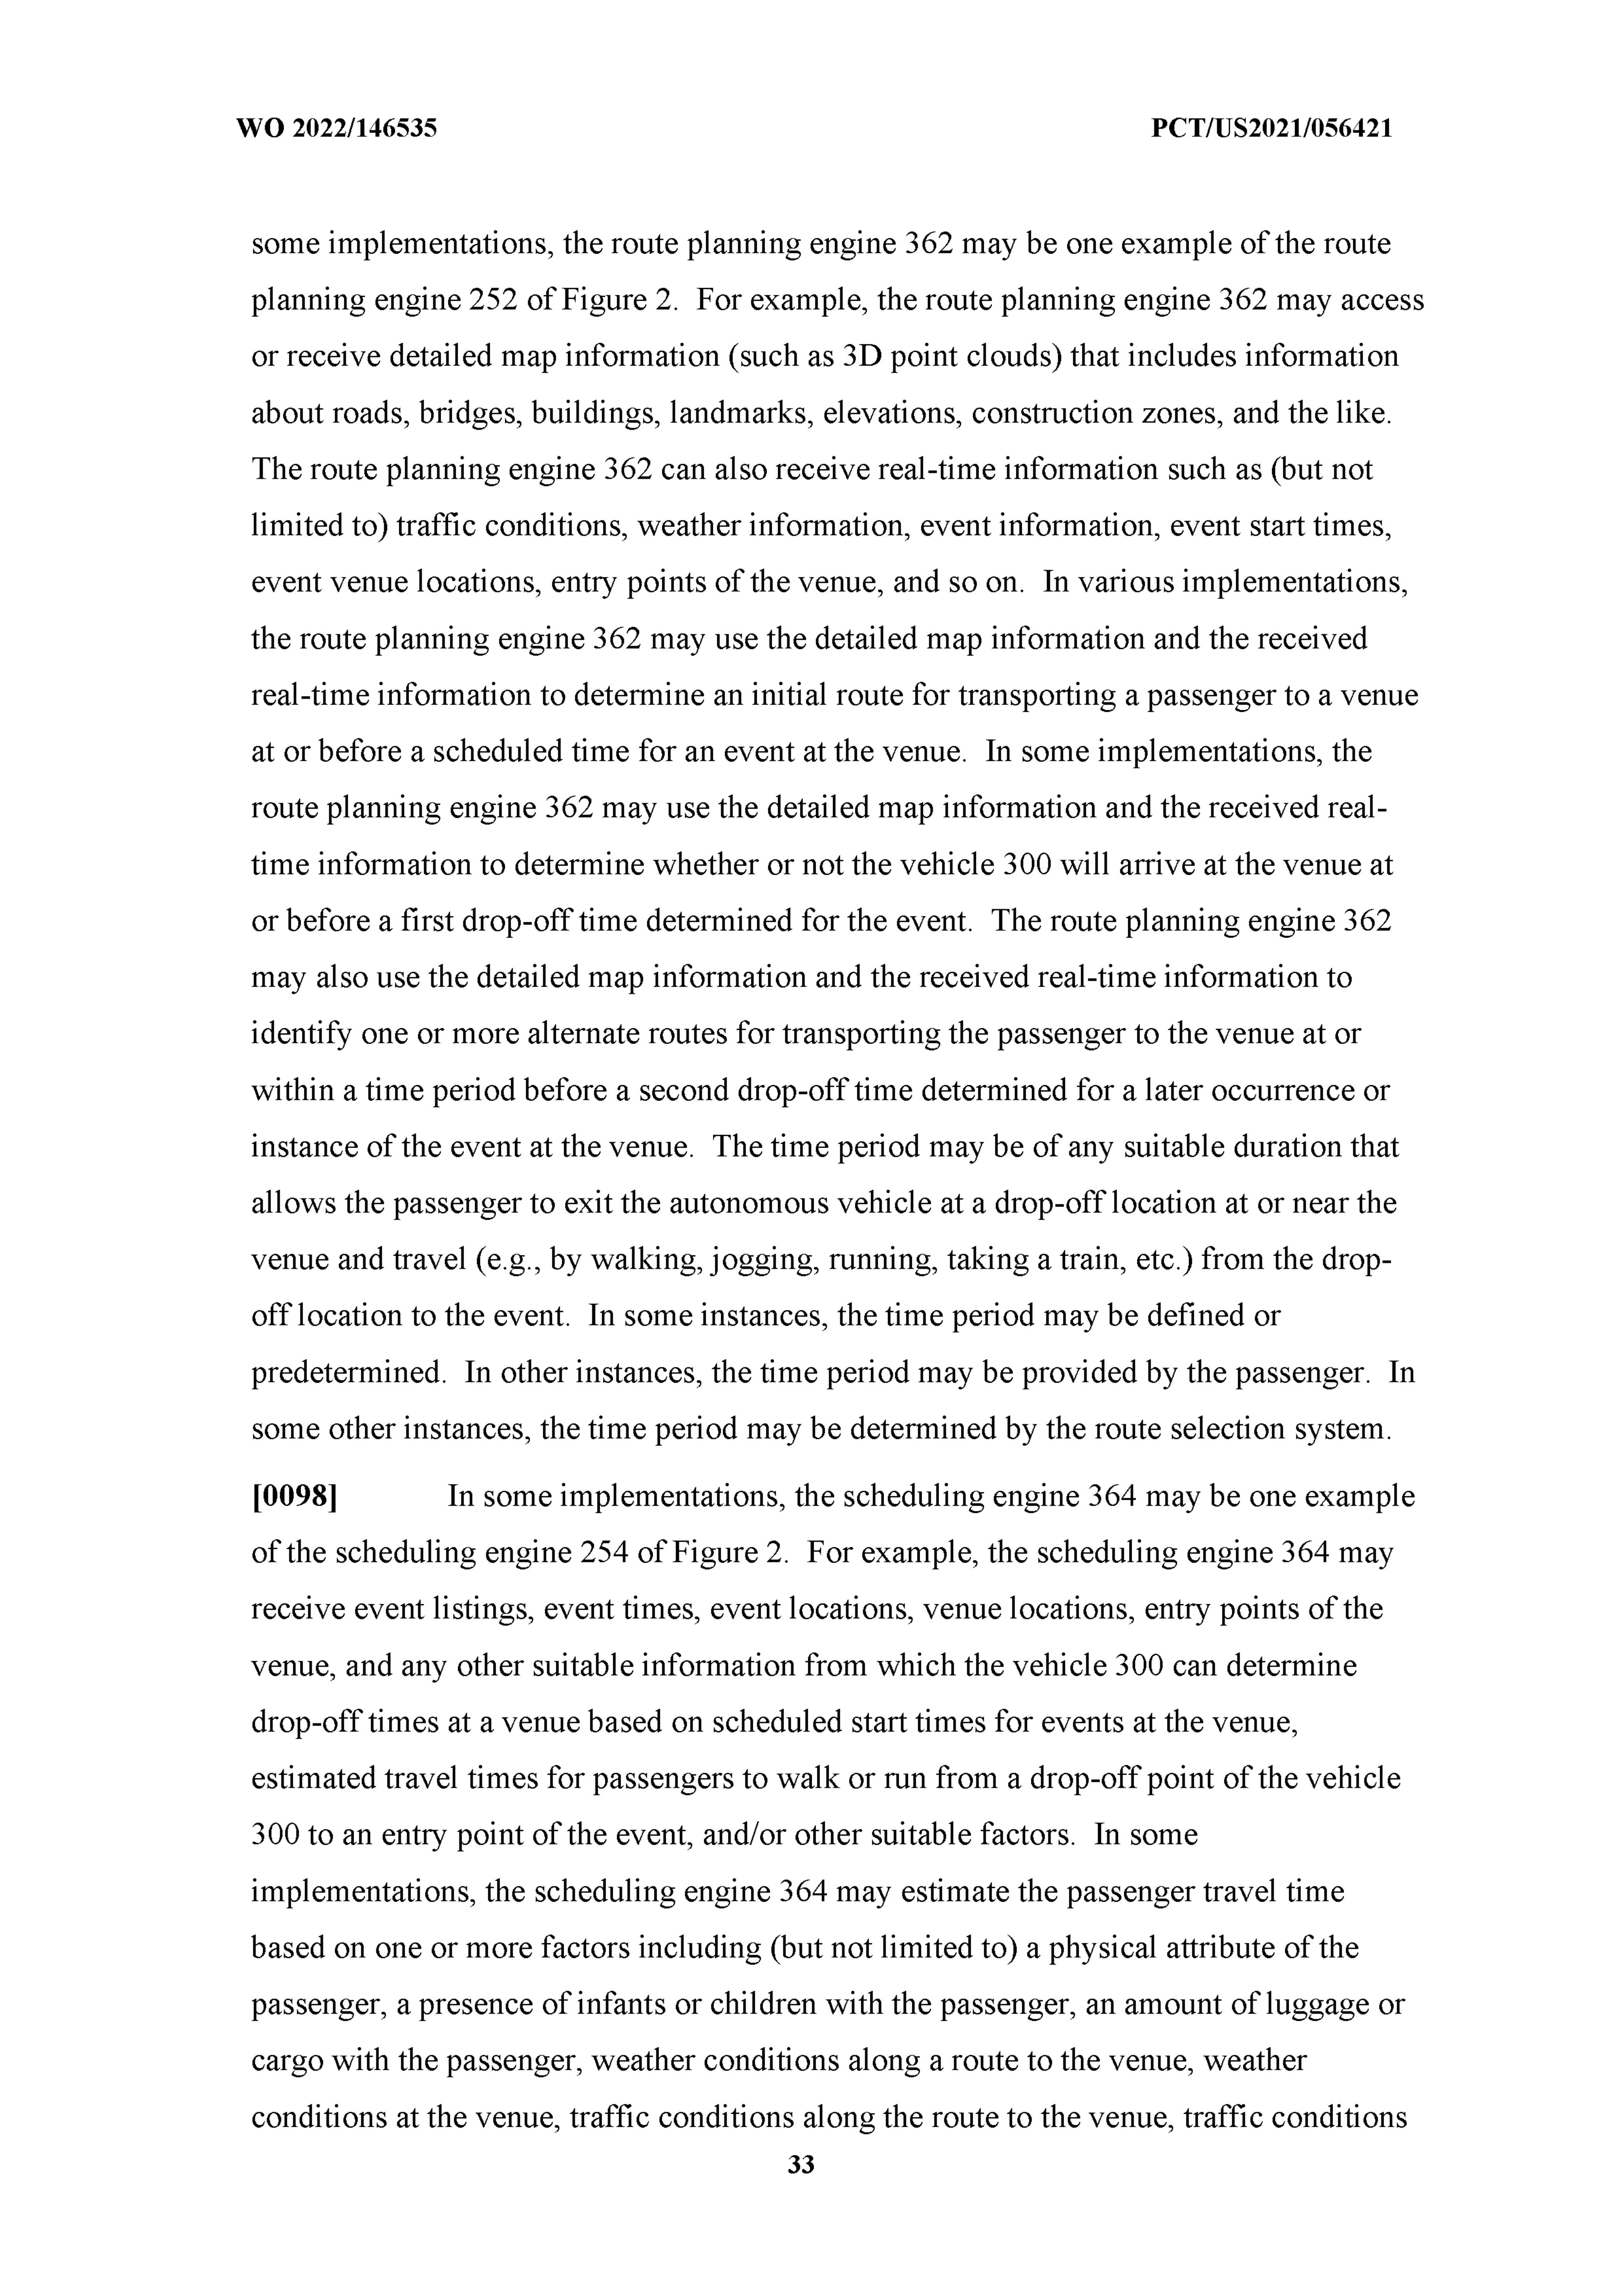 WO 2022/146535 PCT/US2021/056421
some implementations, the route planning engine 362 may be one example of the route
planning engine 252 of Figure 2.  For example, the route planning engine 362 may access
or receive detailed map information (such as 3D point clouds) that includes information
about roads, bridges, buildings, landmarks, elevations, construction zones, and the like.
The route planning engine 362 can also receive real-time information such as (but not
limited to) traffic conditions, weather information, event information, event start times,
event venue locations, entry points of the venue, and so on.  In various implementations,
the route planning engine 362 may use the detailed map information and the received
real-time information to determine an initial route for transporting a passenger to a venue
at or before a scheduled time for an event at the venue.  In some implementations, the
route planning engine 362 may use the detailed map information and the received real-
time information to determine whether or not the vehicle 300 will arrive at the venue at
or before a first drop-off time determined for the event.  The route planning engine 362
may also use the detailed map information and the received real-time information to
identify one or more alternate routes for transporting the passenger to the venue at or
within a time period before a second drop-off time determined for a later occurrence or
instance of the event at the venue.  The time period may be of any suitable duration that
allows the passenger to exit the autonomous vehicle at a drop-off location at or near the
venue and travel (e.g., by walking, jogging, running, taking a train, etc.) from the drop-
off location to the event.  In some instances, the time period may be defined or
predetermined.  In other instances, the time period may be provided by the passenger.  In
some other instances, the time period may be determined by the route selection system.
[0098] In some implementations, the scheduling engine 364 may be one example
of the scheduling engine 254 of Figure 2.  For example, the scheduling engine 364 may
receive event listings, event times, event locations, venue locations, entry points of the
venue, and any other suitable information from which the vehicle 300 can determine
drop-off times at a venue based on scheduled start times for events at the venue,
estimated travel times for passengers to walk or run from a drop-off point of the vehicle
300 to an entry point of the event, and/or other suitable factors.  In some
implementations, the scheduling engine 364 may estimate the passenger travel time
based on one or more factors including (but not limited to) a physical attribute of the
passenger, a presence of infants or children with the passenger, an amount of luggage or
cargo with the passenger, weather conditions along a route to the venue, weather
conditions at the venue, traffic conditions along the route to the venue, traffic conditions
33